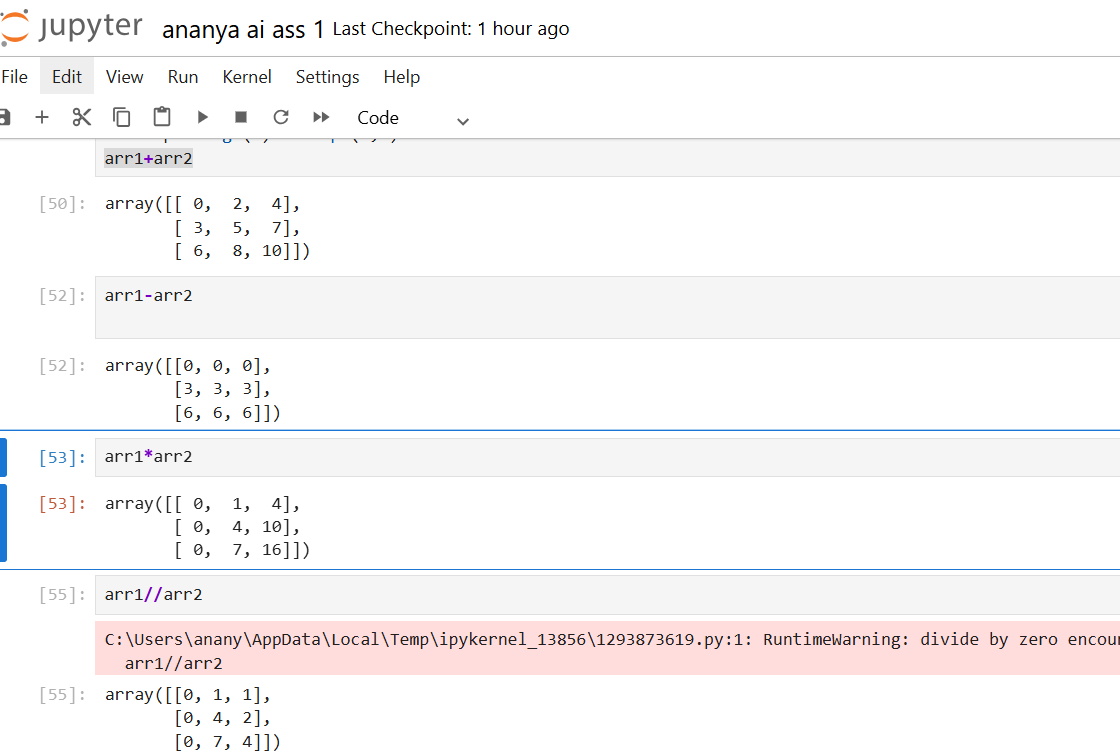 jupyter ananya ai ass 1 Last Checkpoint: 1 hour ago
File Edit View Run Kernel Settings Help
Code
arr1+arr2
[50]: array([[ 0,  2,  4],
       [ 3,  5,  7],
       [ 6,  8, 10]])
[52]: arr1-arr2
[52]: array([[0, 0, 0],
       [3, 3, 3],
       [6, 6, 6]])
[53]: arr1*arr2
[53]: array([[ 0,  1,  4],
       [ 0,  4, 10],
       [ 0,  7, 16]])
[55]: arr1//arr2
C:\Users\anany\AppData\Local\Temp\ipykernel_13856\1293873619.py:1: RuntimeWarning: divide by zero encou
  arr1//arr2
[55]: array([[0, 1, 1],
       [0, 4, 2],
       [0, 7, 4]])